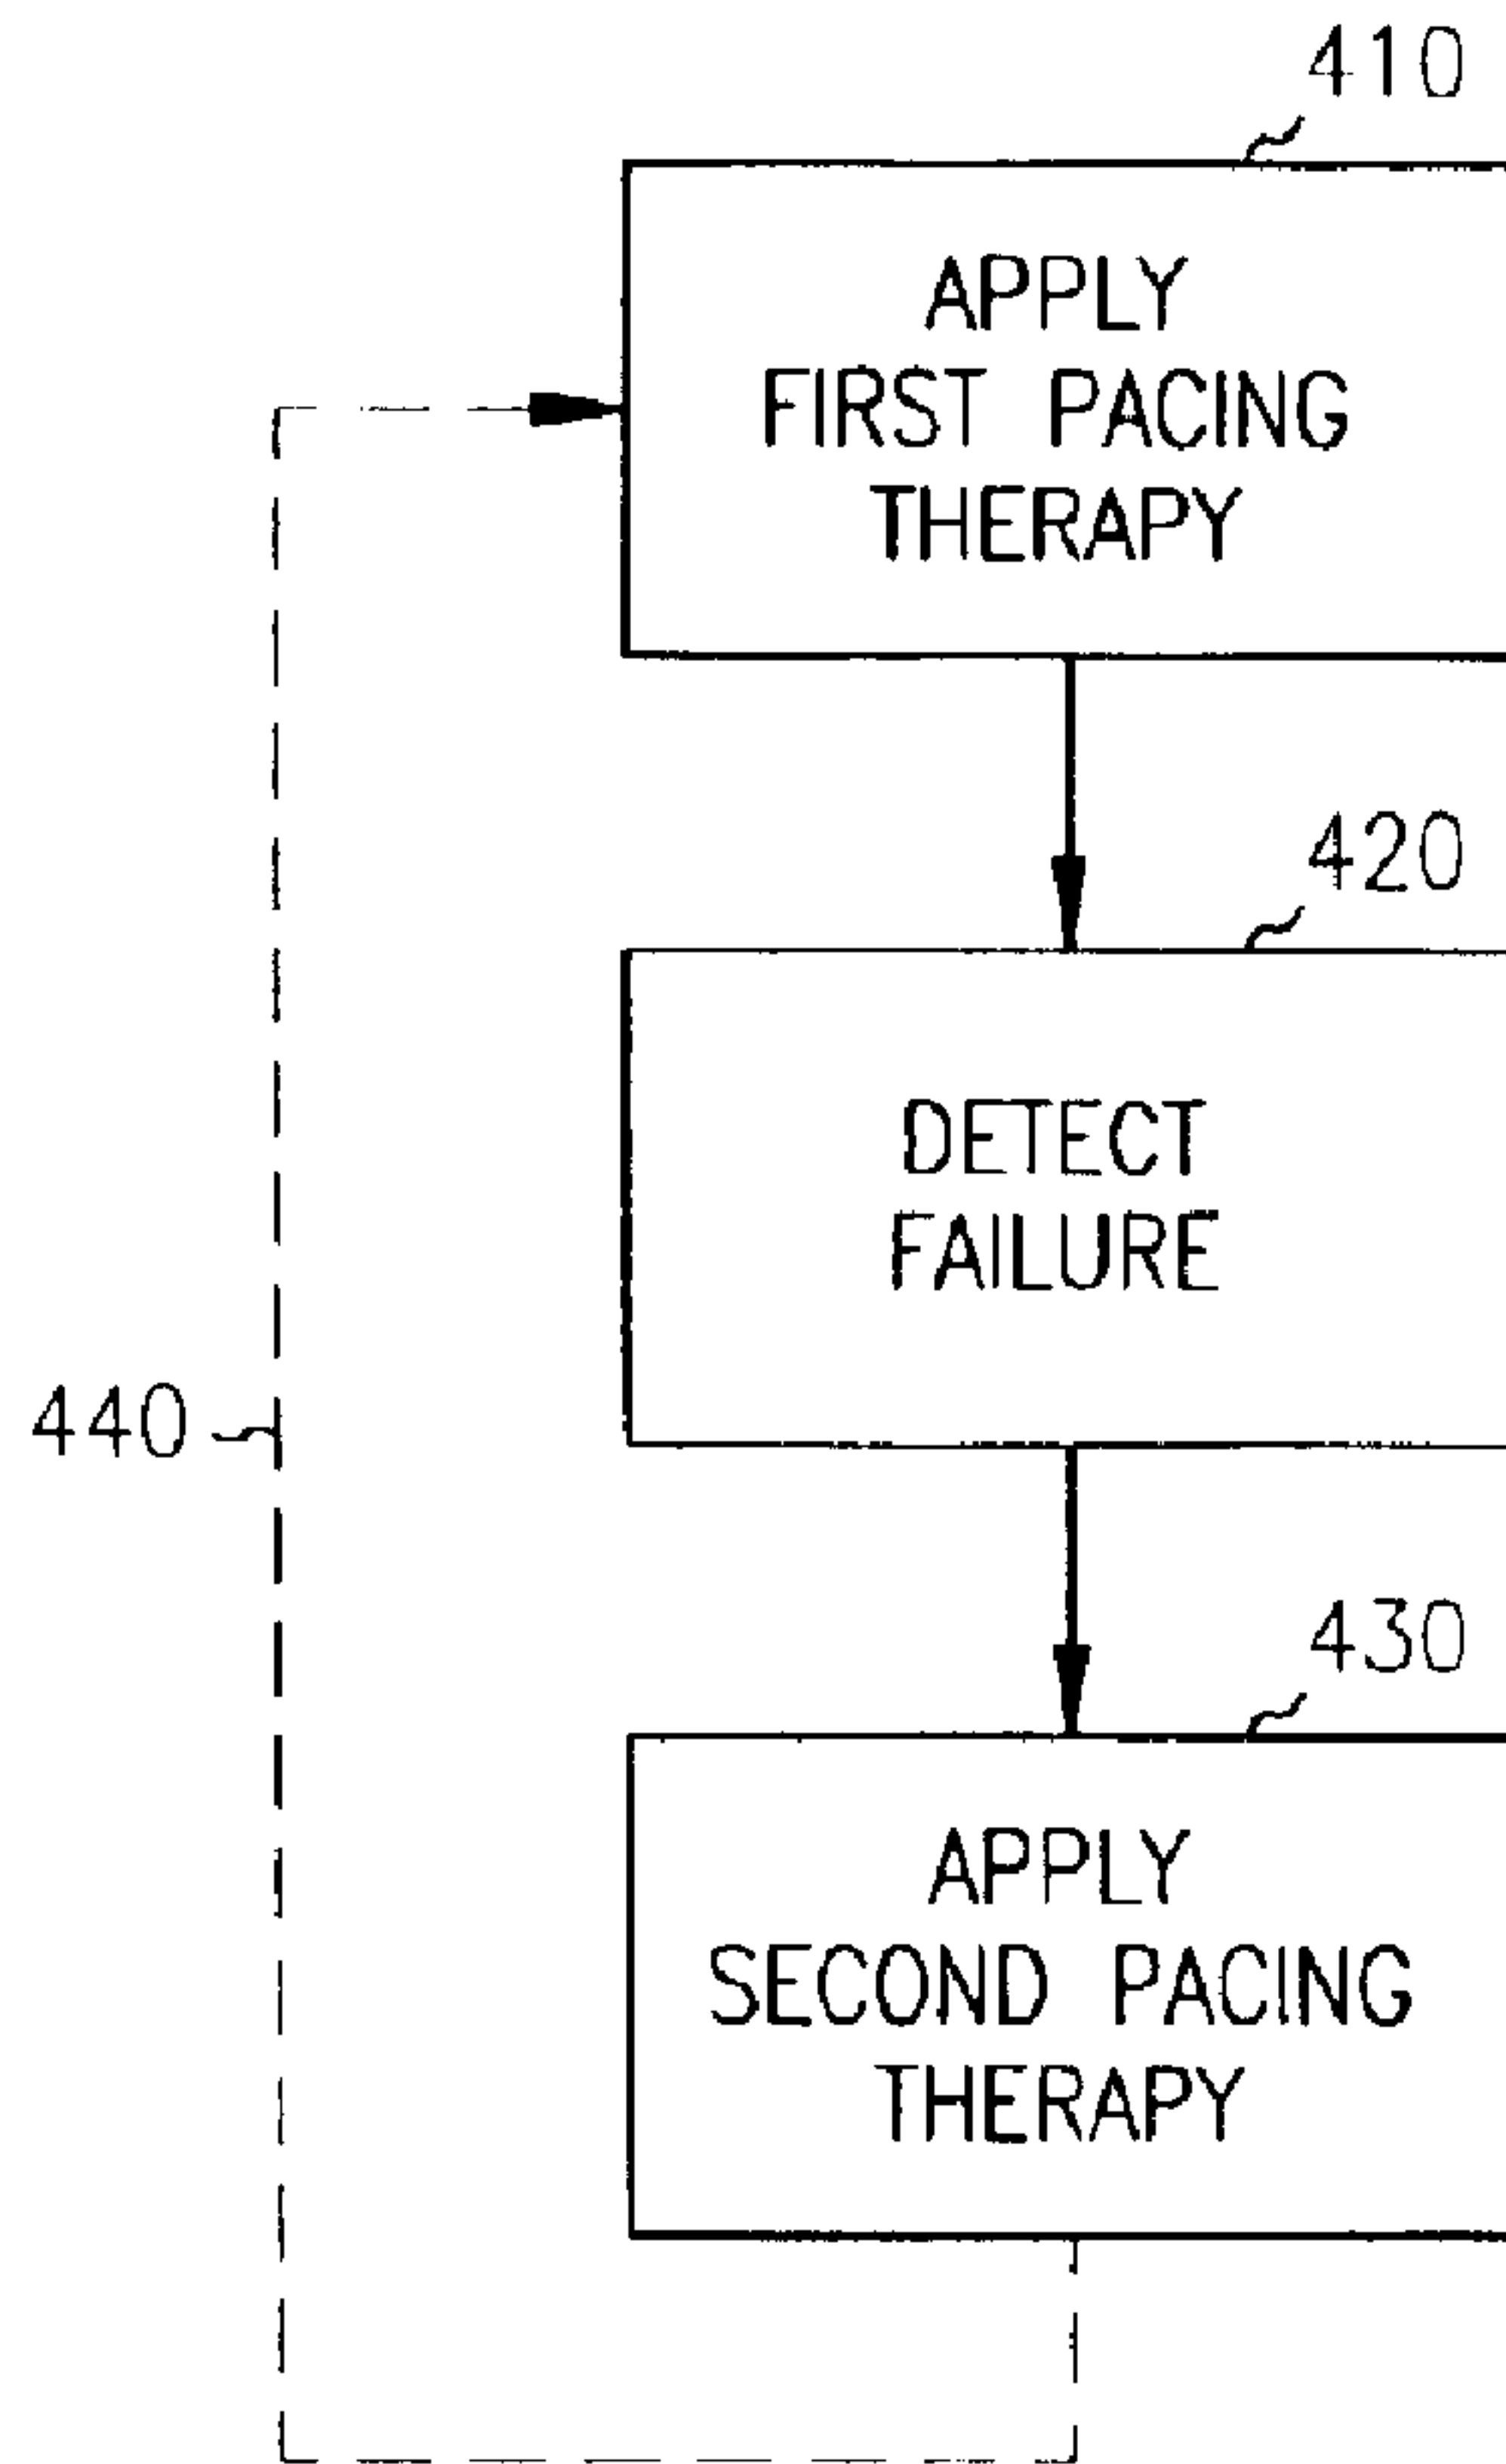 410
APPLY
FIRST PACING
THERAPY
420
DETECT
FAILURE
440
430
APPLY
SECOND PACING
THERAPY